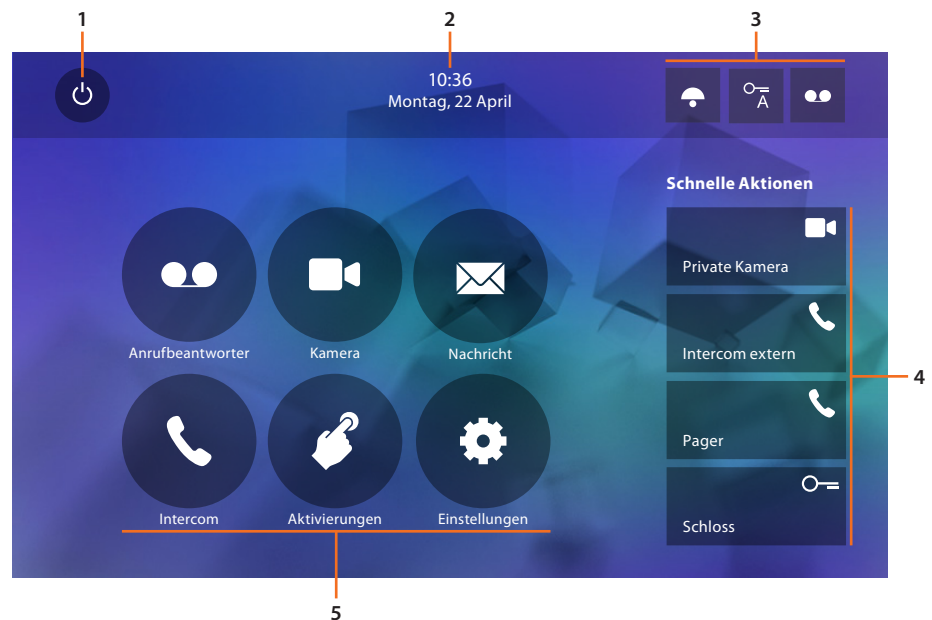 1
2
3
10:36
Montag, 22 April
A
Schnelle Aktionen
Private Kamera
Intercom extern
Pager
Schloss
4
Anrufbeantworter
Kamera
Nachricht
Intercom
Aktivierungen
Einstellungen
5